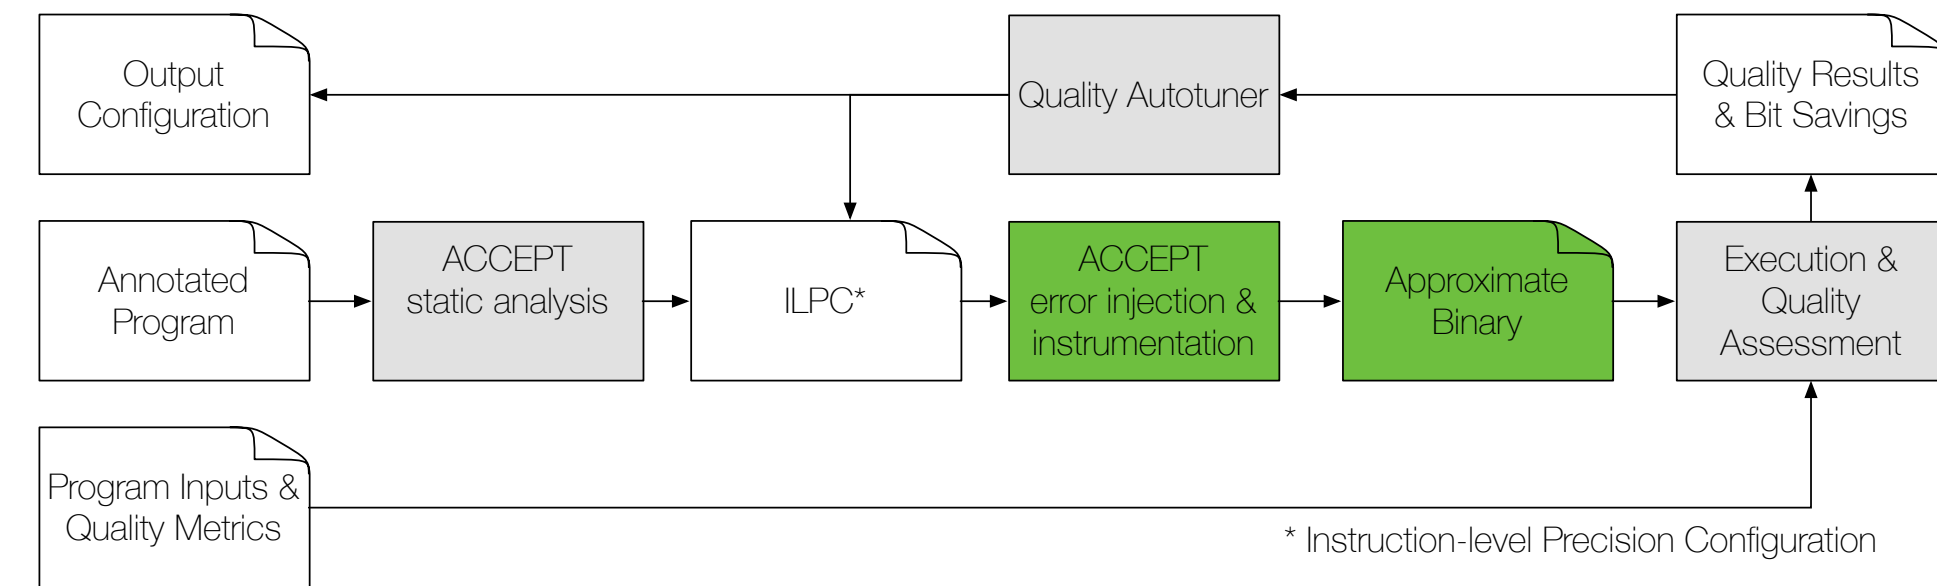 Output
Configuration
Quality Autotuner
Quality Results
& Bit Savings
Annotated
Program
ACCEPT
static analysis
ILPC*
ACCEPT
error injection &
instrumentation
Approximate
Binary
Execution &
Quality
Assessment
Program Inputs &
Quality Metrics
* Instruction-level Precision Configuration